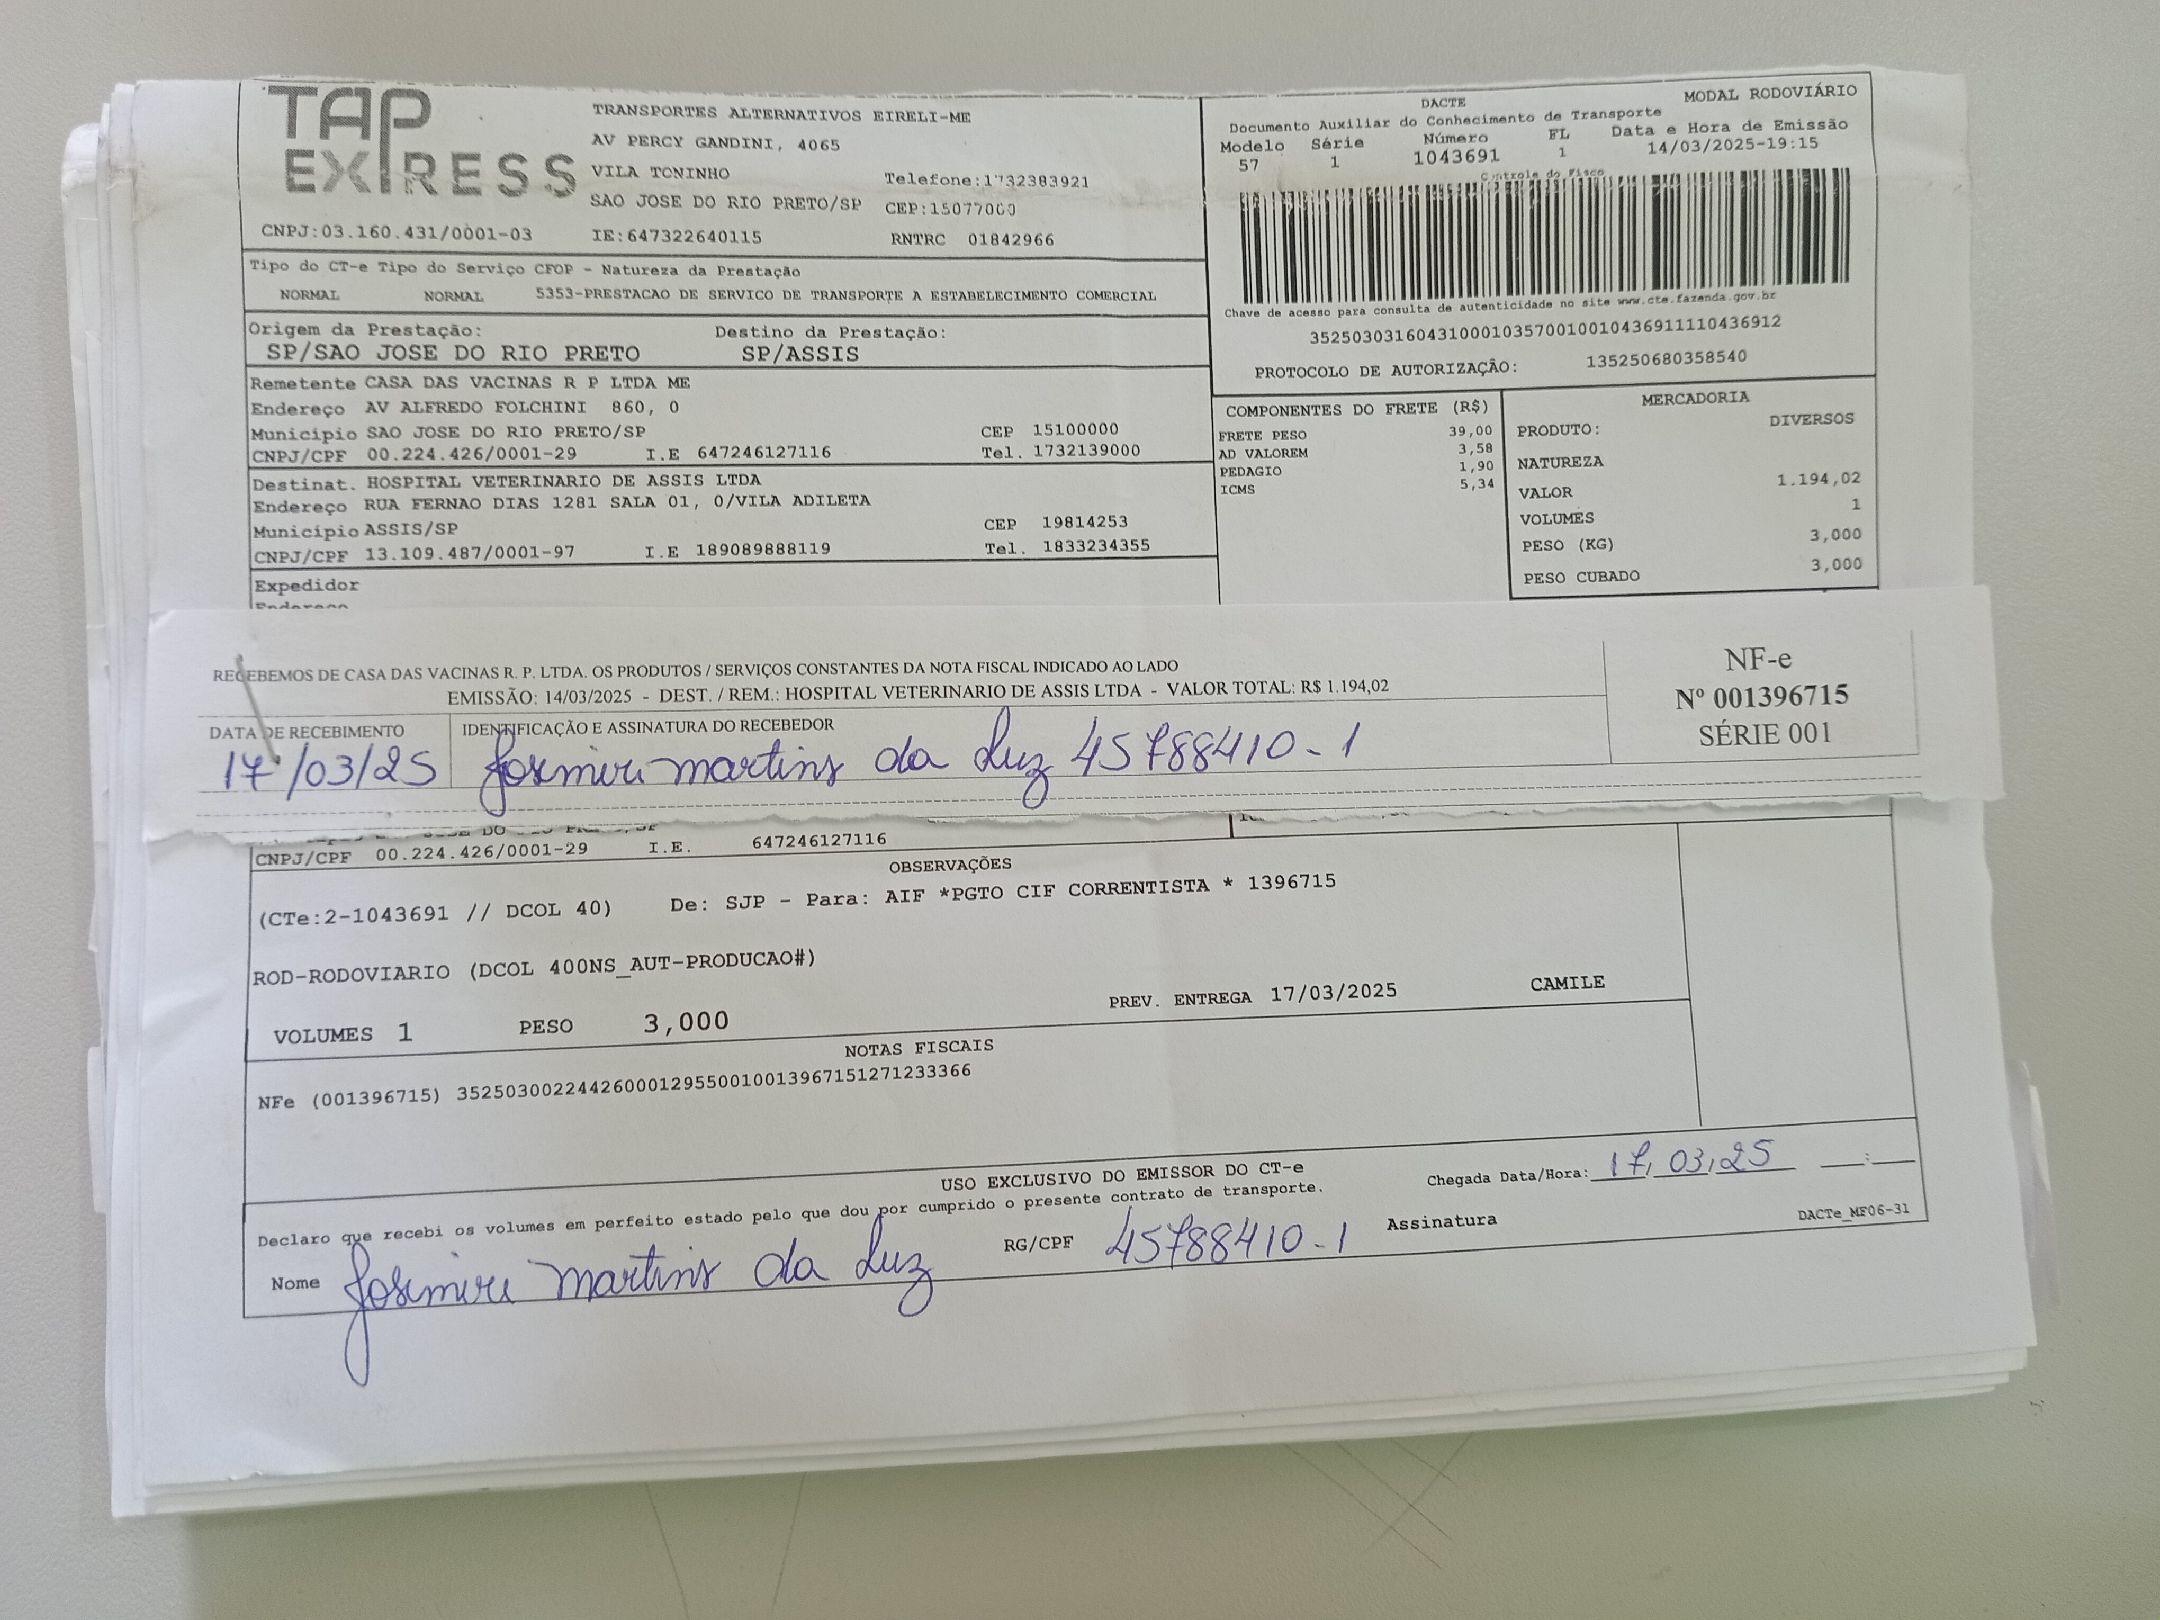 TAP EXPRESS
TRANSPORTES ALTERNATIVOS EIRELI-ME
AV PERCY GANDINI, 4065
VILA TONINHO Telefone:1732383921
SAO JOSE DO RIO PRETO/SP CEP:15077000
CNPJ:03.160.431/0001-03 IE:647322640115 RNTRC 01842966
DACTE MODAL RODOVIÁRIO
Documento Auxiliar do Conhecimento de Transporte
Modelo Série Número FL Data e Hora de Emissão
57 1 1043691 1 14/03/2025-19:15
Controle do Fisco
Chave de acesso para consulta de autenticidade no site www.cte.fazenda.gov.br
35250303160431000103570010010436911110436912
PROTOCOLO DE AUTORIZAÇÃO: 135250680358540
Tipo do CT-e Tipo do Serviço CFOP - Natureza da Prestação
NORMAL NORMAL 5353-PRESTACAO DE SERVICO DE TRANSPORTE A ESTABELECIMENTO COMERCIAL
Origem da Prestação: Destino da Prestação:
SP/SAO JOSE DO RIO PRETO SP/ASSIS
Remetente CASA DAS VACINAS R P LTDA ME
Endereço AV ALFREDO FOLCHINI 860, 0
Município SAO JOSE DO RIO PRETO/SP CEP 15100000
CNPJ/CPF 00.224.426/0001-29 I.E 647246127116 Tel. 1732139000
Destinat. HOSPITAL VETERINARIO DE ASSIS LTDA
Endereço RUA FERNAO DIAS 1281 SALA 01, 0/VILA ADILETA
Município ASSIS/SP CEP 19814253
CNPJ/CPF 13.109.487/0001-97 I.E 189089888119 Tel. 1833234355
Expedidor
Endereço
COMPONENTES DO FRETE (R$)
FRETE PESO 39,00
AD VALOREM 3,58
PEDAGIO 1,90
ICMS 5,34
MERCADORIA
PRODUTO: DIVERSOS
NATUREZA
VALOR 1.194,02
VOLUMES 1
PESO (KG) 3,000
PESO CUBADO 3,000
RECEBEMOS DE CASA DAS VACINAS R. P. LTDA. OS PRODUTOS / SERVIÇOS CONSTANTES DA NOTA FISCAL INDICADO AO LADO
EMISSÃO: 14/03/2025 - DEST. / REM.: HOSPITAL VETERINARIO DE ASSIS LTDA - VALOR TOTAL: R$ 1.194,02
DATA DE RECEBIMENTO IDENTIFICAÇÃO E ASSINATURA DO RECEBEDOR
17/03/25 Josemire martins da Luz 45788410-1
NF-e
Nº 001396715
SÉRIE 001
CNPJ/CPF 00.224.426/0001-29 I.E. 647246127116
OBSERVAÇÕES
(CTe:2-1043691 // DCOL 40) De: SJP - Para: AIF *PGTO CIF CORRENTISTA * 1396715
ROD-RODOVIARIO (DCOL 400NS_AUT-PRODUCAO#)
VOLUMES 1 PESO 3,000 PREV. ENTREGA 17/03/2025 CAMILE
NOTAS FISCAIS
NFe (001396715) 35250300224426000129550010013967151271233366
USO EXCLUSIVO DO EMISSOR DO CT-e
Declaro que recebi os volumes em perfeito estado pelo que dou por cumprido o presente contrato de transporte.
Chegada Data/Hora: 17,03,25 __:__
Nome Josemire martins da Luz RG/CPF 45788410-1 Assinatura
DACTe_MF06-31